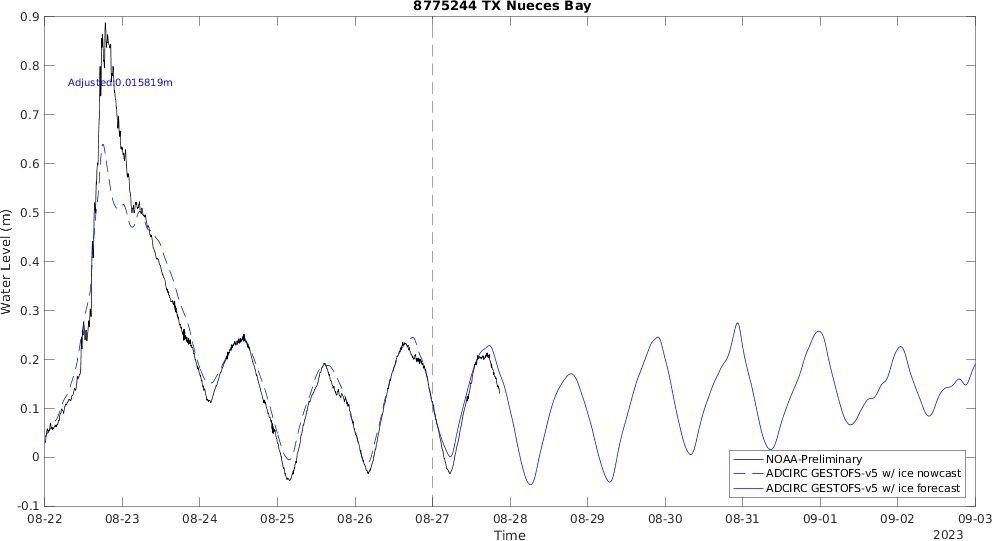 8775244 TX Nueces Bay
0.9
0.8
Adjusted:0.015819m
0.7
0.6
0.5
Water Level (m)
0.4
0.3
0.2
0.1
0
-0.1
NOAA-Preliminary
ADCIRC GESTOFS-v5 w/ ice nowcast
ADCIRC GESTOFS-v5 w/ ice forecast
08-22 08-23 08-24 08-25 08-26 08-27 08-28 08-29 08-30 08-31 09-01 09-02 09-03
Time
2023